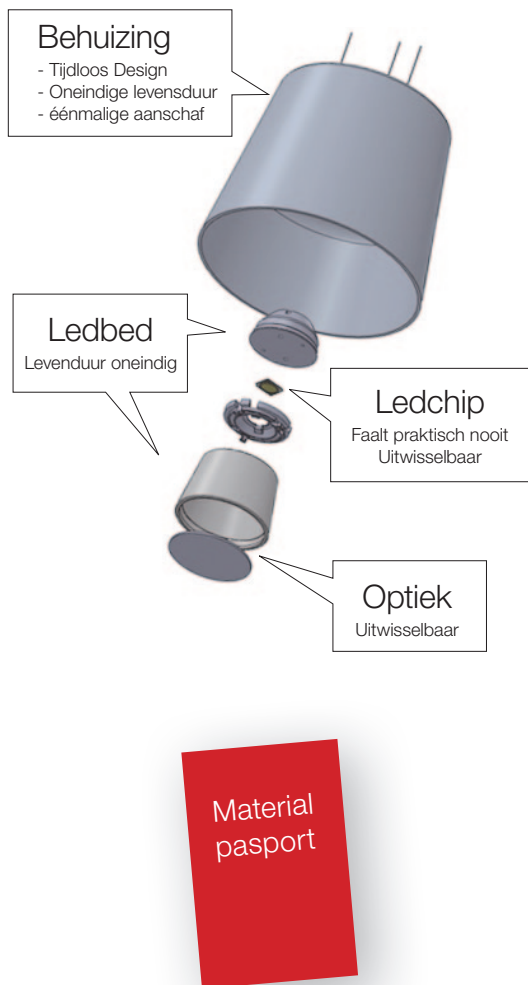 Behuizing
- Tijdloos Design
- Oneindige levensduur
- éénmalige aanschaf
Ledbed
Levenduur oneindig
Ledchip
Faalt praktisch nooit
Uitwisselbaar
Optiek
Uitwisselbaar
Material
pasport